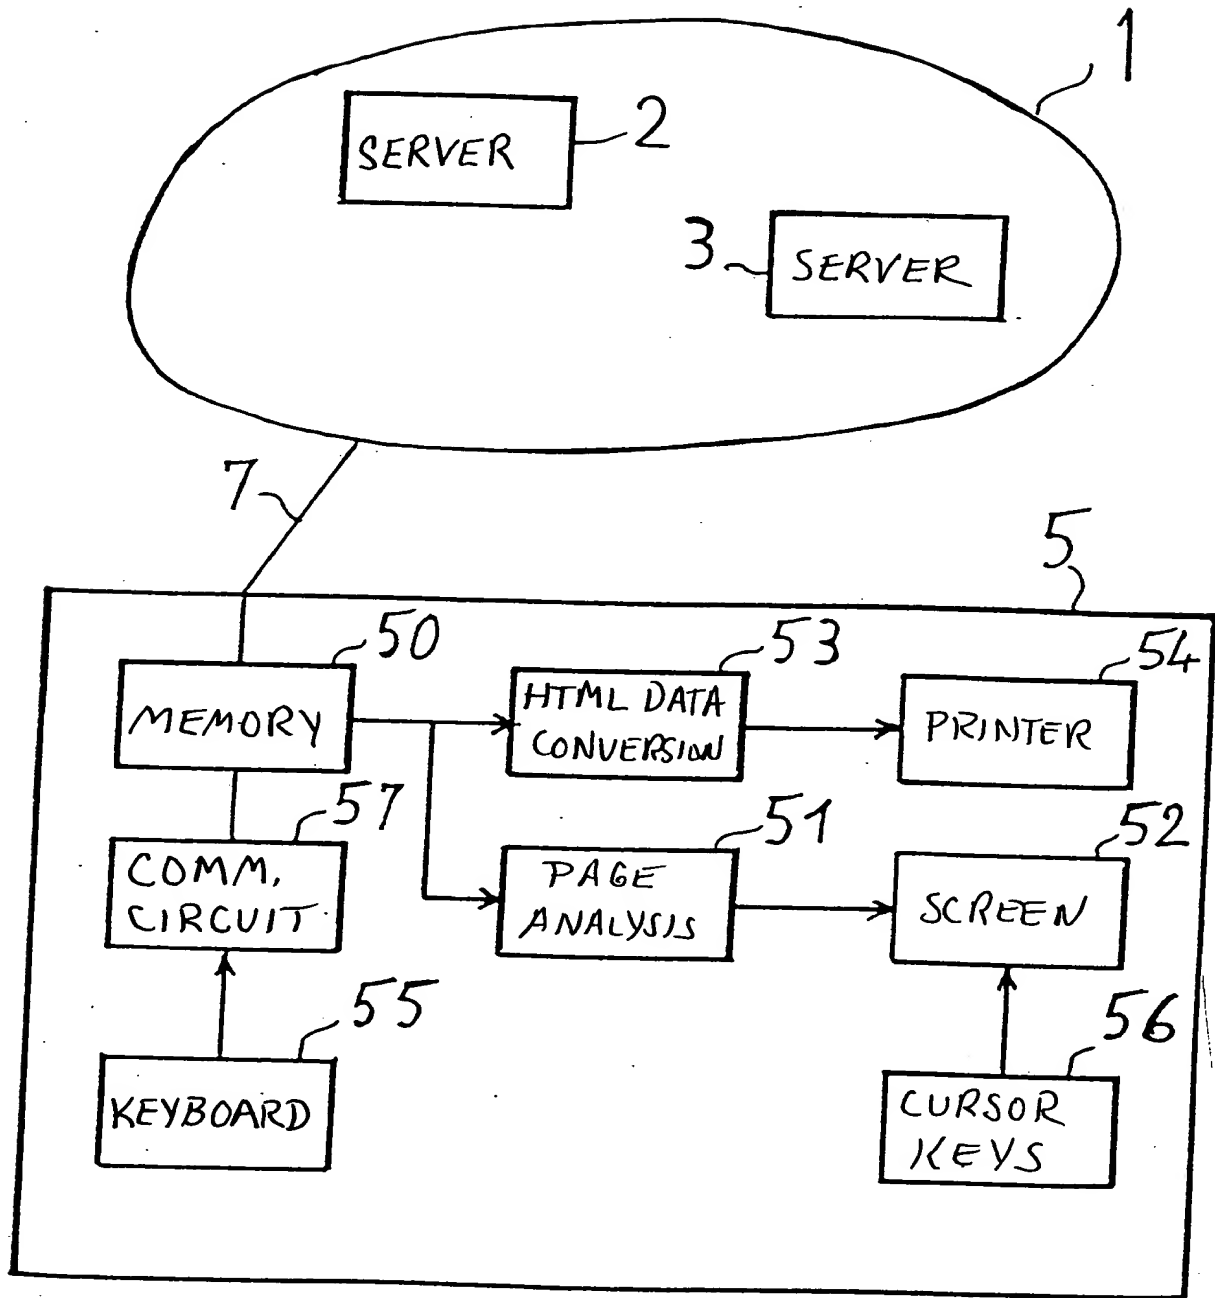 1
SERVER
2
3
SERVER
7
5
50
53
54
MEMORY
HTML DATA
CONVERSION
PRINTER
57
51
52
COMM.
CIRCUIT
PAGE
ANALYSIS
SCREEN
55
56
KEYBOARD
CURSOR
KEYS